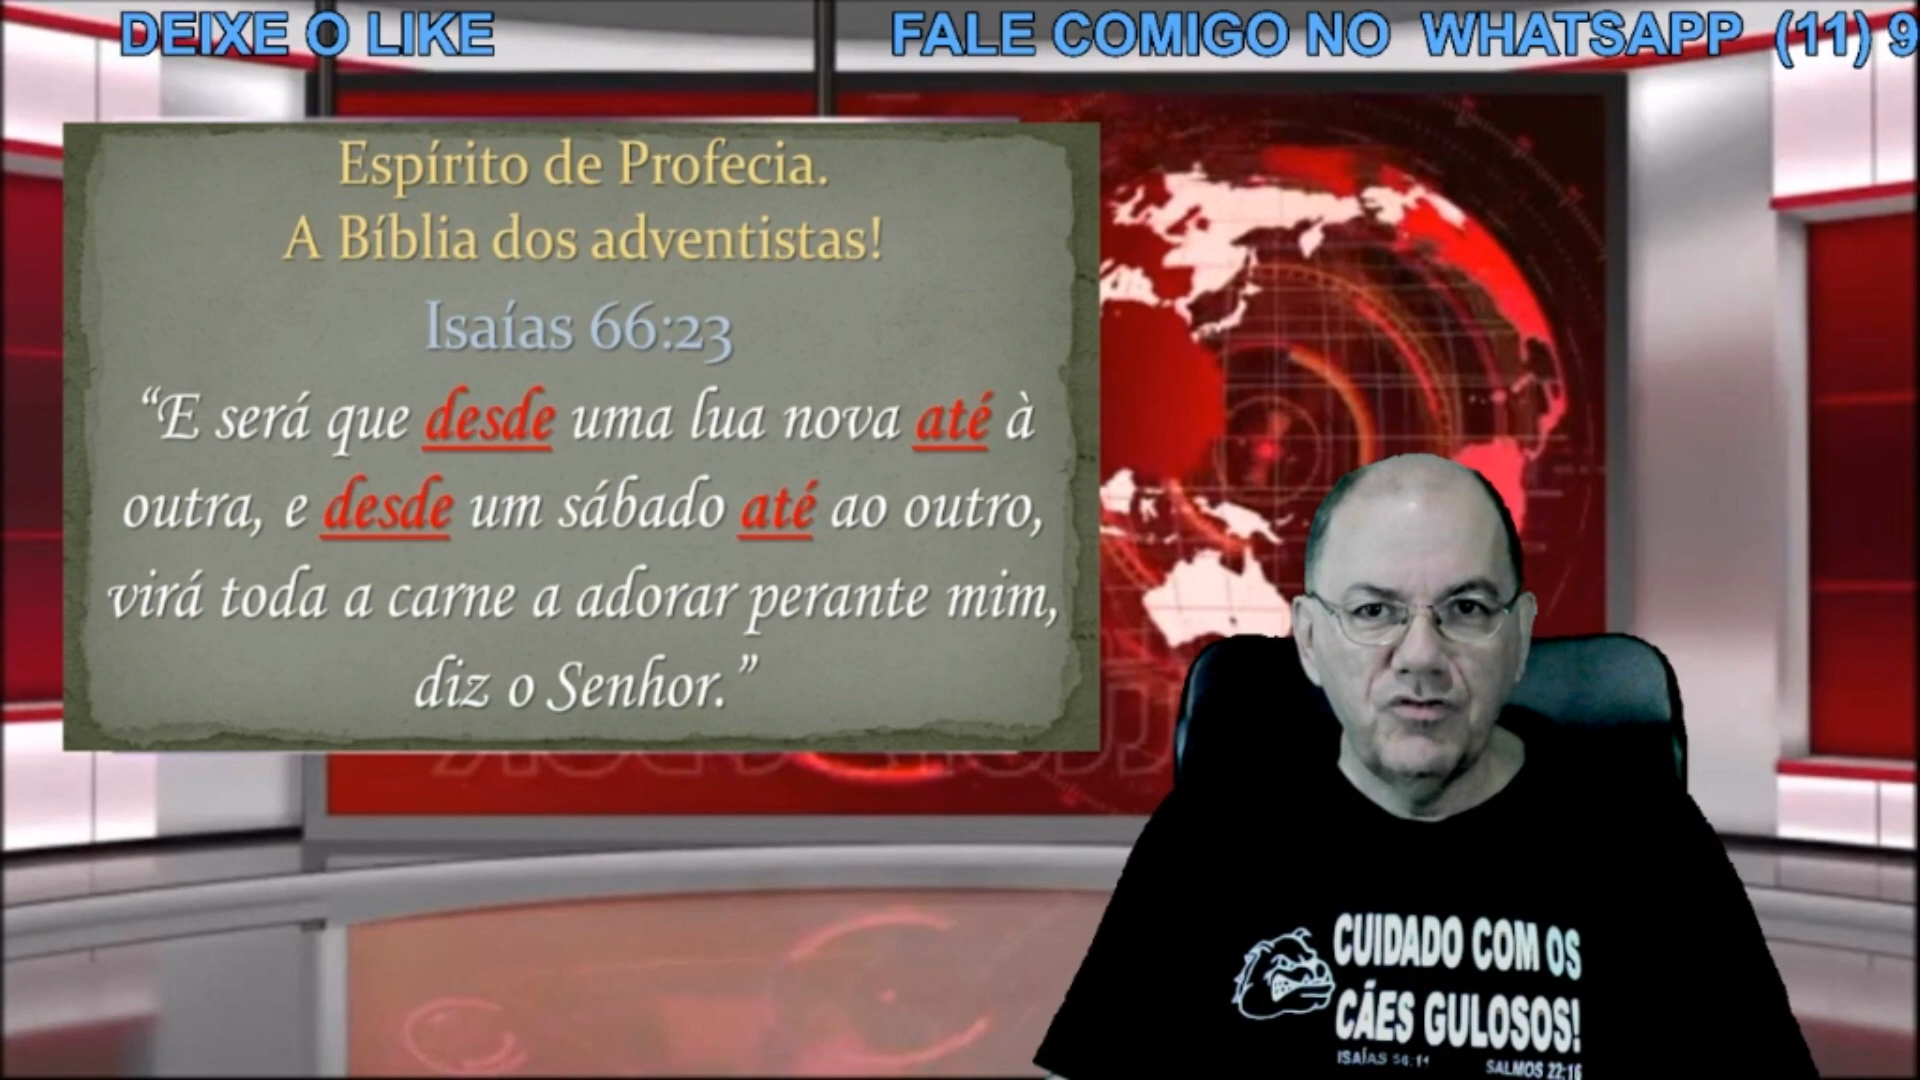 DEIXE O LIKE FALE COMIGO NO WHATSAPP (11) 9
Espírito de Profecia.
A Bíblia dos adventistas!
Isaías 66:23
“E será que desde uma lua nova até à
outra, e desde um sábado até ao outro,
virá toda a carne a adorar perante mim,
diz o Senhor.”
CUIDADO COM OS
CÁES GULOSOS!
ISAÍAS SALMOS 22:16